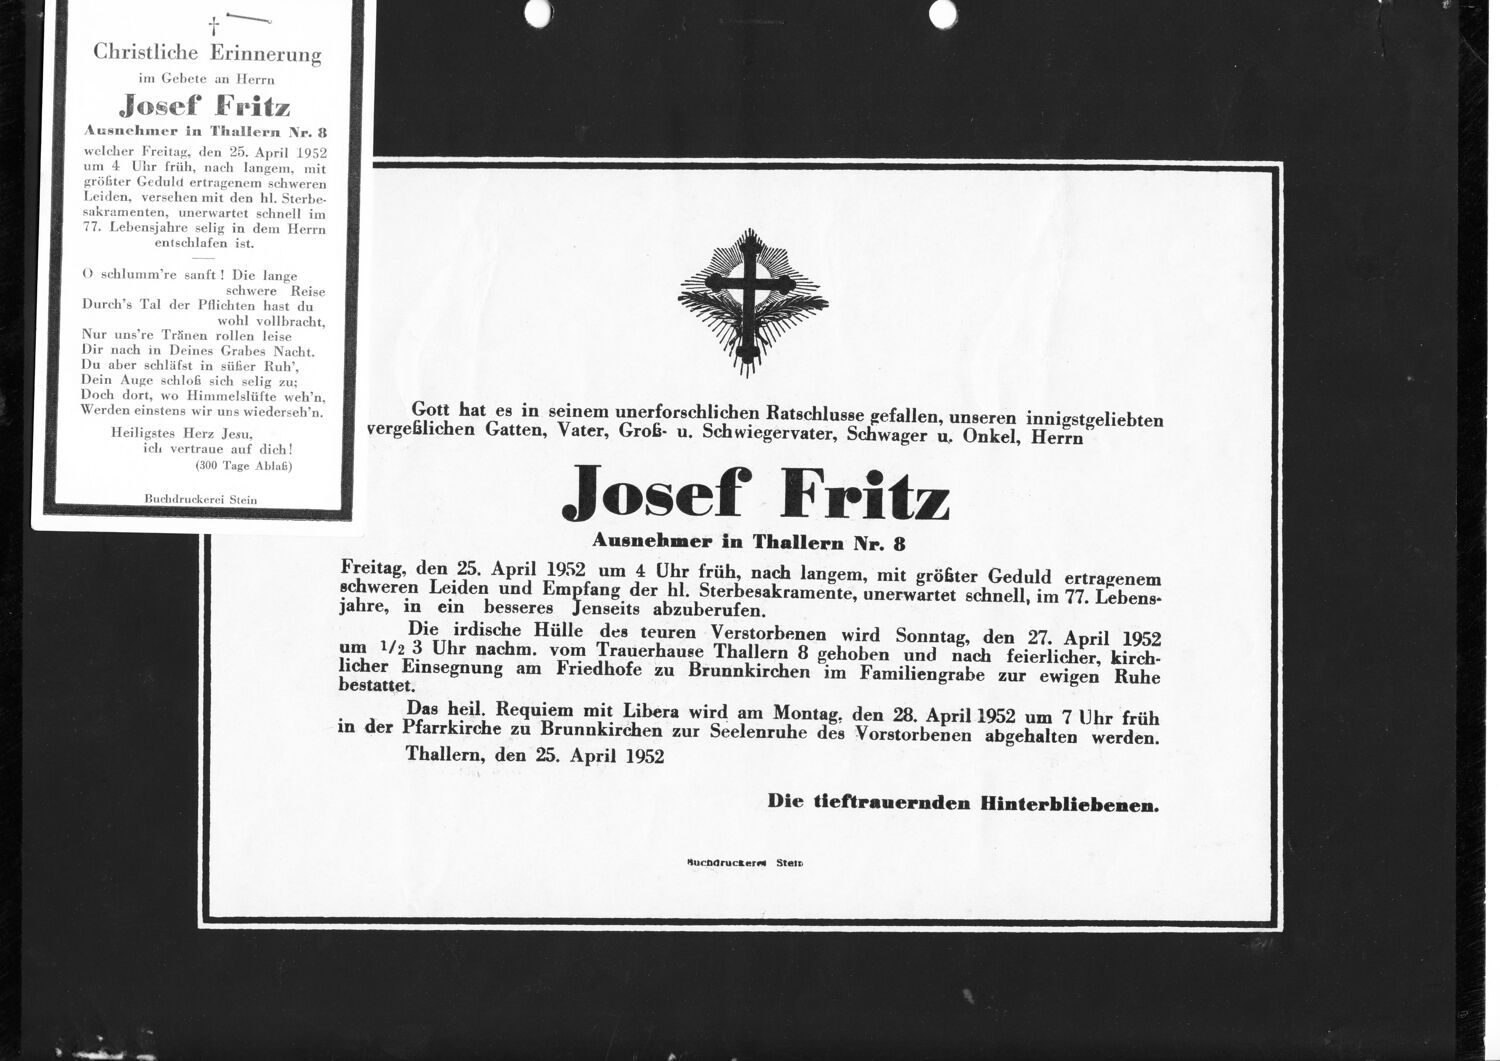 Christliche Erinnerung
im Gebete an Herrn
Josef Fritz
Ausnehmer in Thallern Nr. 8
welcher Freitag, den 25. April 1952
um 4 Uhr früh, nach langem, mit
größter Geduld ertragenem schweren
Leiden, versehen mit den hl. Sterbe-
sakramenten, unerwartet schnell im
77. Lebensjahre selig in dem Herrn
entschlafen ist.
O schlumm're sanft! Die lange
schwere Reise
Durch's Tal der Pflichten hast du
wohl vollbracht,
Nur uns're Tränen rollen leise
Dir nach in Deines Grabes Nacht.
Du aber schläfst in süßer Ruh',
Dein Auge schloß sich selig zu;
Doch dort, wo Himmelslüfte weh'n,
Werden einstens wir uns wiederseh'n.
Heiligstes Herz Jesu,
ich vertraue auf dich!
(300 Tage Ablaß)
Buchdruckerei Stein
Gott hat es in seinem unerforschlichen Ratschlusse gefallen, unseren innigstgeliebten
vergeßlichen Gatten, Vater, Groß- u. Schwiegervater, Schwager u. Onkel, Herrn
Josef Fritz
Ausnehmer in Thallern Nr. 8
Freitag, den 25. April 1952 um 4 Uhr früh, nach langem, mit größter Geduld ertragenem
schweren Leiden und Empfang der hl. Sterbesakramente, unerwartet schnell, im 77. Lebens-
jahre, in ein besseres Jenseits abzuberufen.
Die irdische Hülle des teuren Verstorbenen wird Sonntag, den 27. April 1952
um 1/2 3 Uhr nachm. vom Trauerhause Thallern 8 gehoben und nach feierlicher, kirch-
licher Einsegnung am Friedhofe zu Brunnkirchen im Familiengrabe zur ewigen Ruhe
bestattet.
Das heil. Requiem mit Libera wird am Montag, den 28. April 1952 um 7 Uhr früh
in der Pfarrkirche zu Brunnkirchen zur Seelenruhe des Vorstorbenen abgehalten werden.
Thallern, den 25. April 1952
Die tieftrauernden Hinterbliebenen.
Buchdruckerei Stein